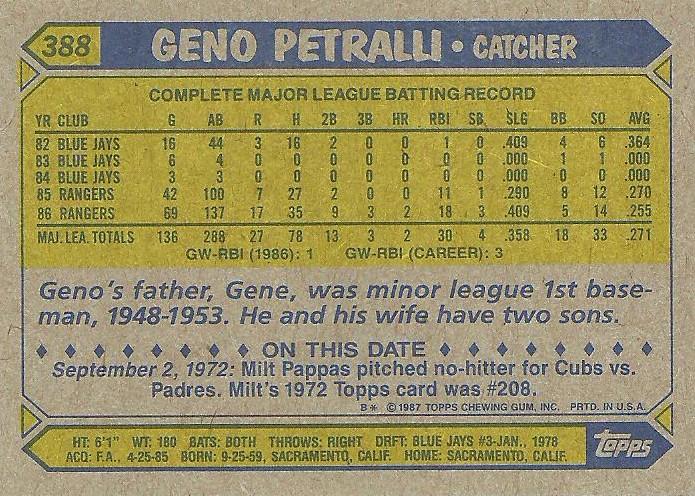 388 GENO PETRALLI • CATCHER
COMPLETE MAJOR LEAGUE BATTING RECORD
YR CLUB G AB R H 2B 3B HR RBI SB SLG BB SO AVG
82 BLUE JAYS 16 44 3 16 2 0 0 1 0 .409 4 6 .364
83 BLUE JAYS 6 4 0 0 0 0 0 0 0 .000 1 1 .000
84 BLUE JAYS 3 3 0 0 0 0 0 0 0 .000 0 0 .000
85 RANGERS 42 100 7 27 2 0 0 11 1 .290 8 12 .270
86 RANGERS 69 137 17 35 9 3 2 18 3 .409 5 14 .255
MAJ. LEA. TOTALS 136 288 27 78 13 3 2 30 4 .358 18 33 .271
GW-RBI (1986): 1 GW-RBI (CAREER): 3
Geno's father, Gene, was minor league 1st base-
man, 1948-1953. He and his wife have two sons.
♦ ♦ ♦ ♦ ♦ ♦ ♦ ♦ ON THIS DATE ♦ ♦ ♦ ♦ ♦ ♦ ♦ ♦
September 2, 1972: Milt Pappas pitched no-hitter for Cubs vs.
Padres. Milt's 1972 Topps card was #208.
B* ©1987 TOPPS CHEWING GUM, INC. PRTD. IN U.S.A.
HT: 6'1" WT: 180 BATS: BOTH THROWS: RIGHT DRFT: BLUE JAYS #3-JAN., 1978
ACQ: F.A., 4-25-85 BORN: 9-25-59, SACRAMENTO, CALIF. HOME: SACRAMENTO, CALIF.
TOPPS